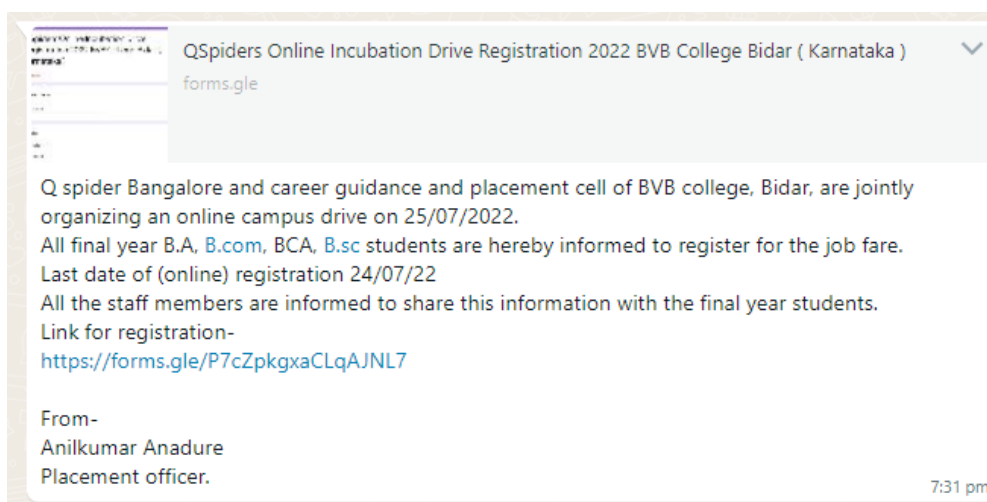 QSpiders Online Incubation Drive Registration 2022 BVB College Bidar ( Karnataka )
forms.gle
Q spider Bangalore and career guidance and placement cell of BVB college, Bidar, are jointly
organizing an online campus drive on 25/07/2022.
All final year B.A, B.com, BCA, B.sc students are hereby informed to register for the job fare.
Last date of (online) registration 24/07/22
All the staff members are informed to share this information with the final year students.
Link for registration-
https://forms.gle/P7cZpkgxaCLqAJNL7
From-
Anilkumar Anadure
Placement officer.
7:31 pm